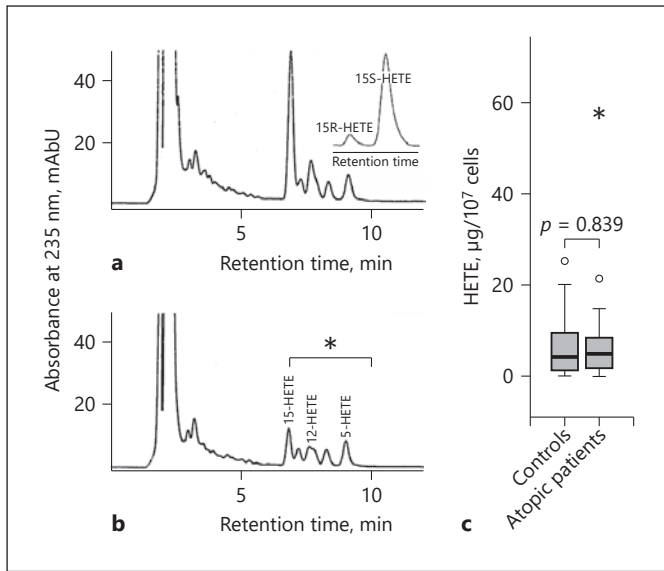 Absorbance at 235 nm, mAbU
40
20
15S-HETE
15R-HETE
Retention time
5
10
a
Retention time, min
40
20
*
15-HETE
12-HETE
5-HETE
5
10
b
Retention time, min
HETE, µg/10⁷ cells
60
40
20
0
*
p = 0.839
Controls
Atopic patients
c